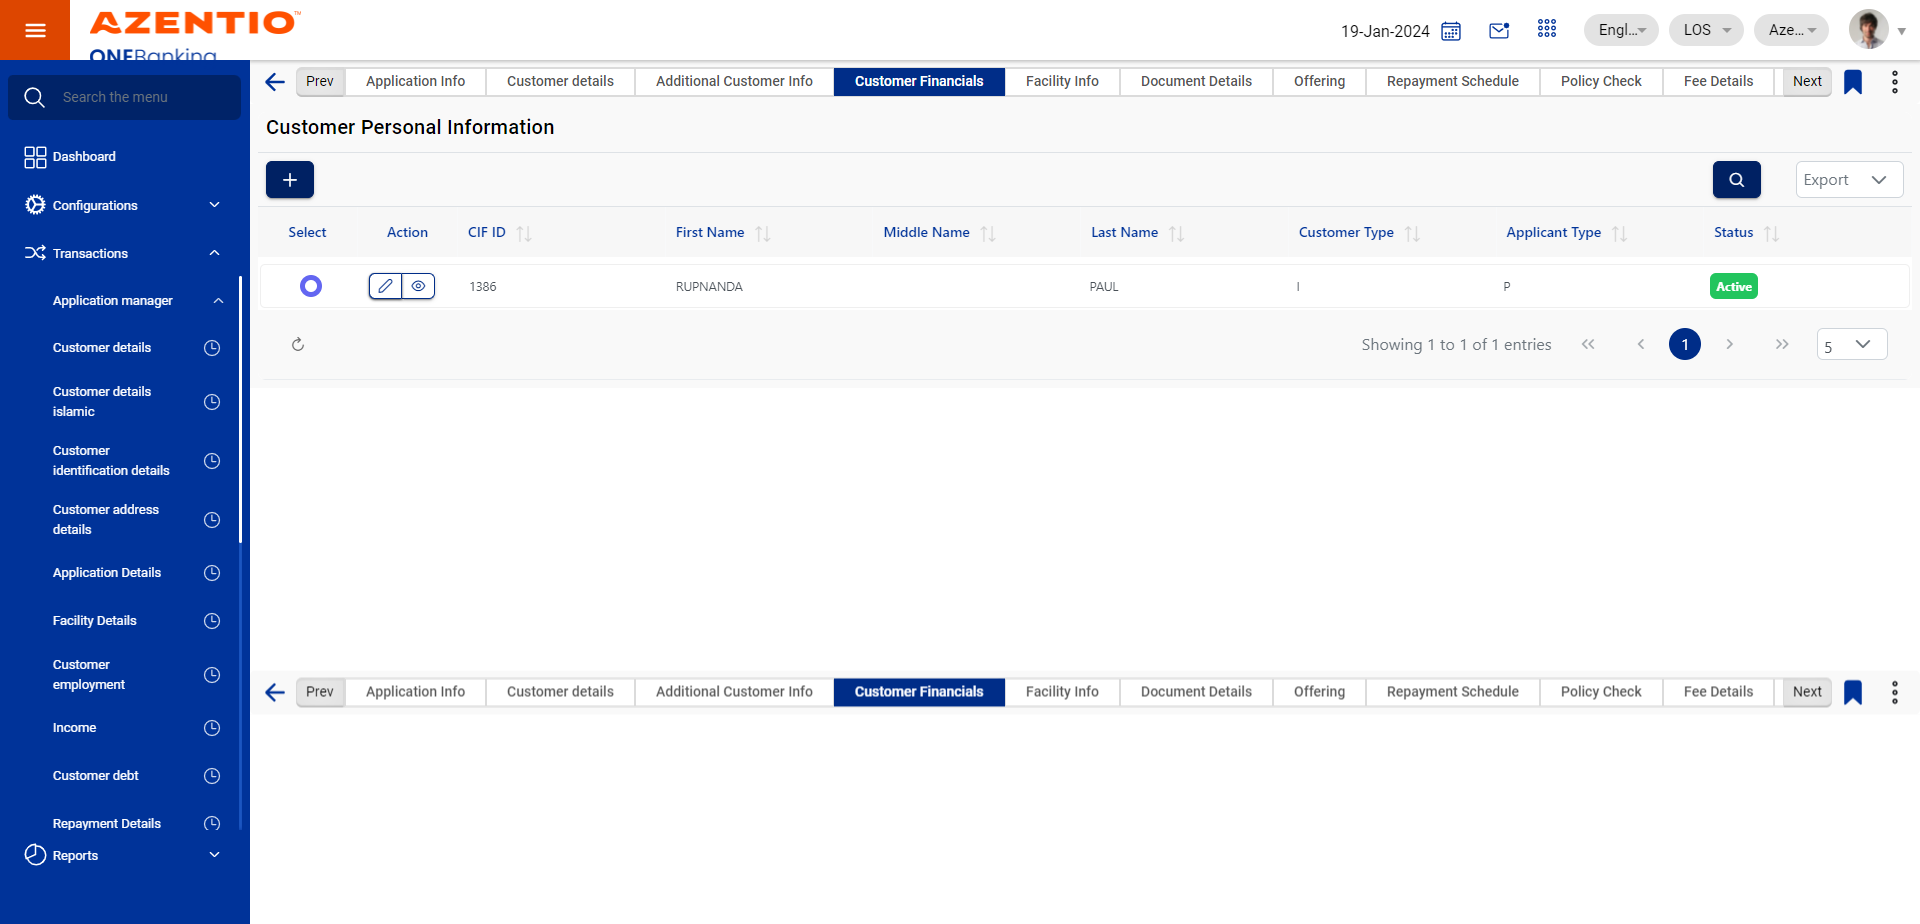 AZENTIO™
ONEBanking
19-Jan-2024
Engl...
LOS
Aze...
Search the menu
Dashboard
Configurations
Transactions
Application manager
Customer details
Customer details
islamic
Customer
identification details
Customer address
details
Application Details
Facility Details
Customer
employment
Income
Customer debt
Repayment Details
Reports
Prev
Application Info
Customer details
Additional Customer Info
Customer Financials
Facility Info
Document Details
Offering
Repayment Schedule
Policy Check
Fee Details
Next
Customer Personal Information
Export
Select
Action
CIF ID
First Name
Middle Name
Last Name
Customer Type
Applicant Type
Status
1386
RUPNANDA
PAUL
I
P
Active
Showing 1 to 1 of 1 entries
1
5
Prev
Application Info
Customer details
Additional Customer Info
Customer Financials
Facility Info
Document Details
Offering
Repayment Schedule
Policy Check
Fee Details
Next